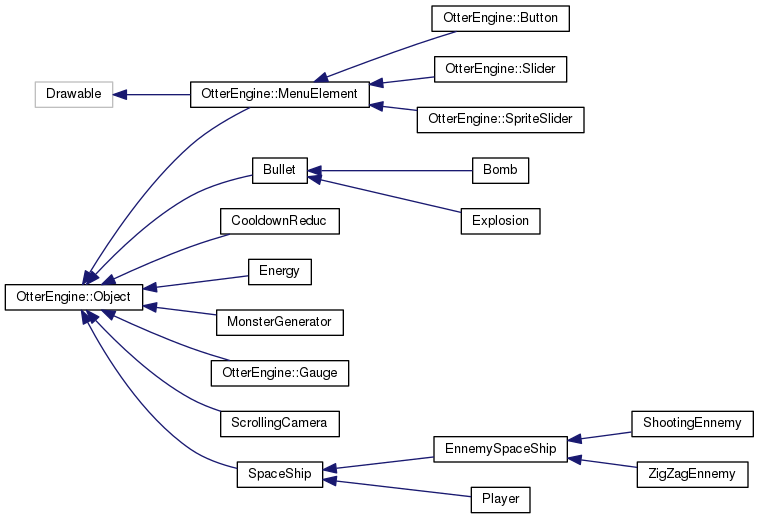 OtterEngine::Button
OtterEngine::Slider
Drawable
OtterEngine::MenuElement
OtterEngine::SpriteSlider
Bullet
Bomb
CooldownReduc
Explosion
Energy
OtterEngine::Object
MonsterGenerator
OtterEngine::Gauge
ScrollingCamera
ShootingEnnemy
EnnemySpaceShip
SpaceShip
ZigZagEnnemy
Player